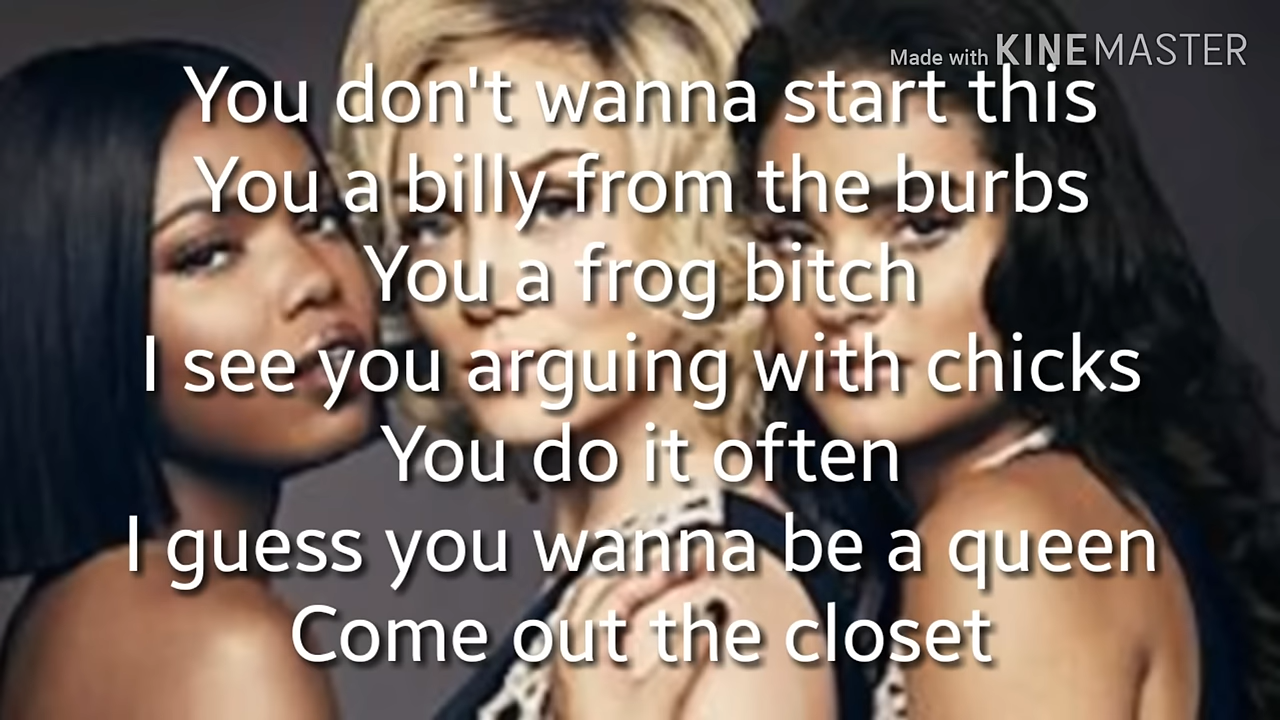 Made with KINEMASTER
You don't wanna start this
You a billy from the burbs
You a frog bitch
I see you arguing with chicks
You do it often
I guess you wanna be a queen
Come out the closet